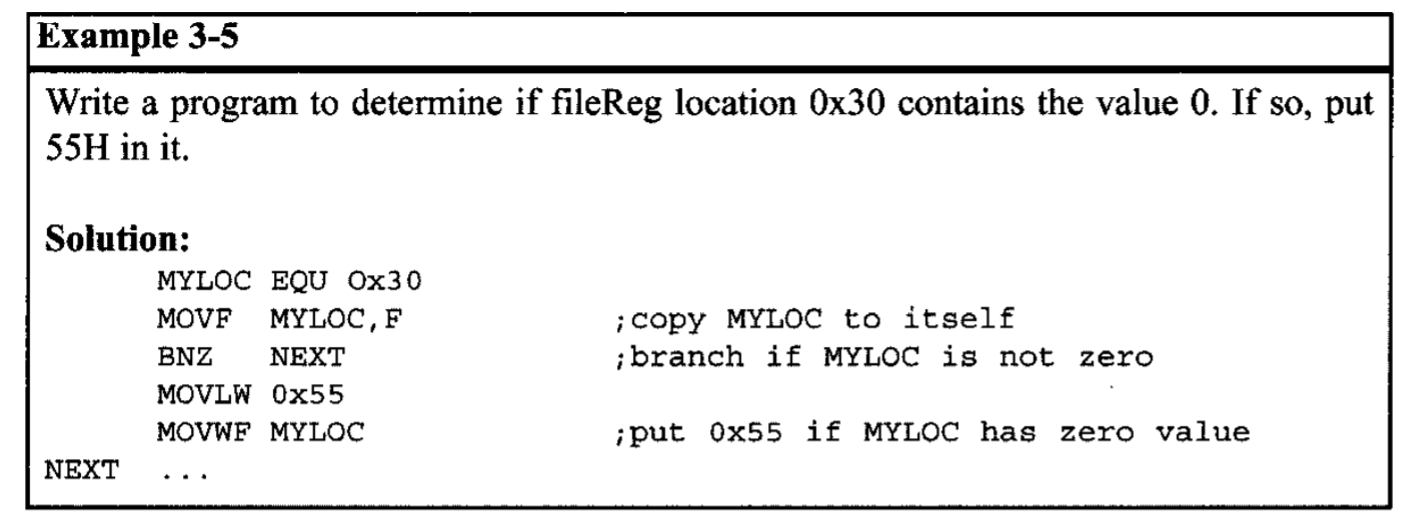 Example 3-5
Write a program to determine if fileReg location 0x30 contains the value 0. If so, put
55H in it.
Solution:
MYLOC EQU 0x30
MOVF MYLOC,F ;copy MYLOC to itself
BNZ NEXT ;branch if MYLOC is not zero
MOVLW 0x55
MOVWF MYLOC ;put 0x55 if MYLOC has zero value
NEXT ...